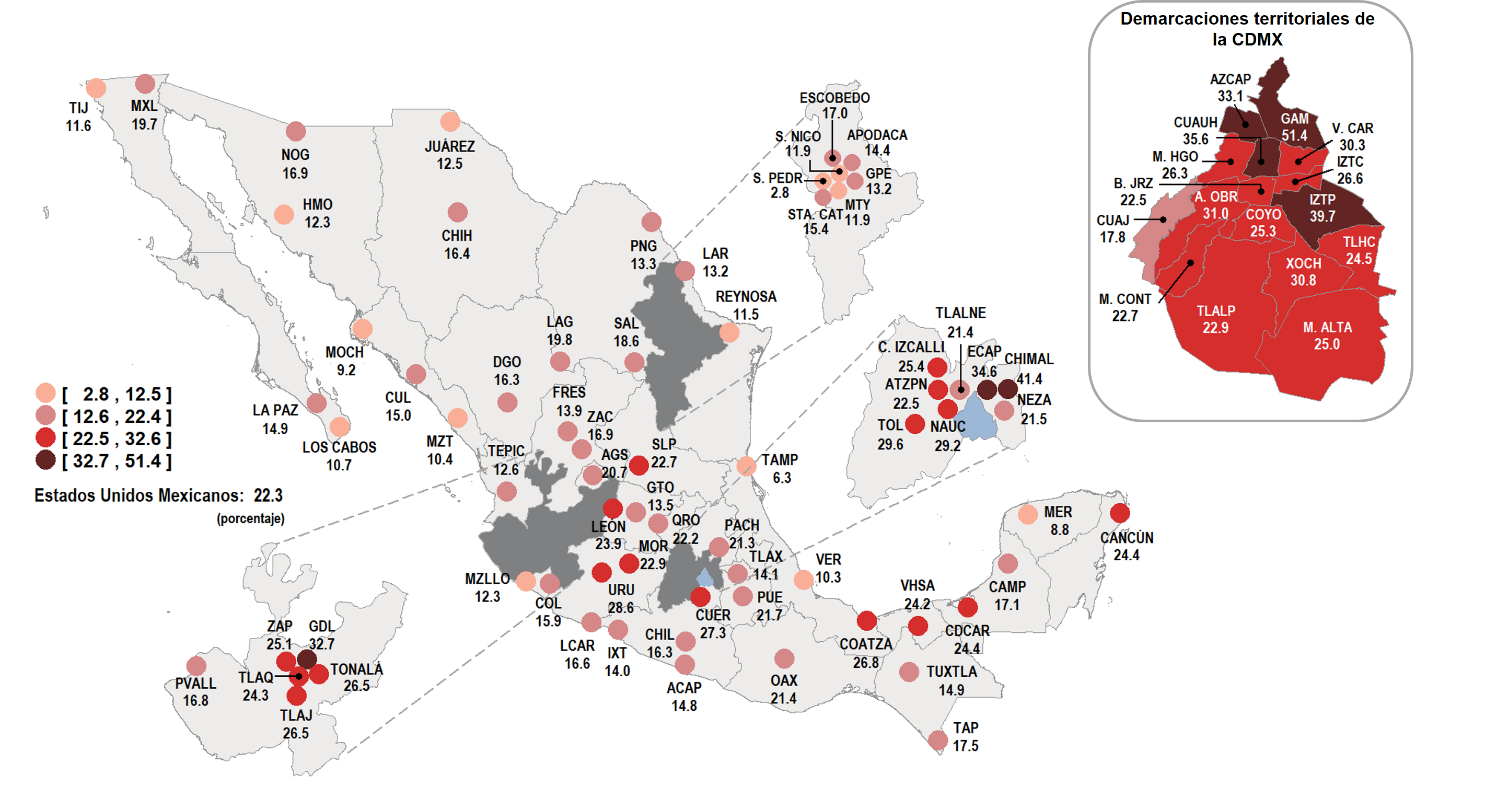 Demarcaciones territoriales de
la CDMX
AZCAP
33.1
CUAUH
35.6
GAM
51.4
V. CAR
30.3
M. HGO
26.3
IZTC
26.6
B. JRZ
22.5
A. OBR
31.0
IZTP
39.7
CUAJ
17.8
COYO
25.3
TLHC
24.5
XOCH
30.8
M. CONT
22.7
TLALP
22.9
M. ALTA
25.0
TIJ
11.6
MXL
19.7
NOG
16.9
HMO
12.3
JUÁREZ
12.5
CHIH
16.4
ESCOBEDO
17.0
S. NICO
11.9
APODACA
14.4
S. PEDR
2.8
GPE
13.2
STA. CAT
15.4
MTY
11.9
PNG
13.3
LAR
13.2
REYNOSA
11.5
MOCH
9.2
LAG
19.8
SAL
18.6
DGO
16.3
CUL
15.0
LA PAZ
14.9
LOS CABOS
10.7
MZT
10.4
FRES
13.9
ZAC
16.9
TEPIC
12.6
AGS
20.7
SLP
22.7
TAMP
6.3
TLALNE
21.4
C. IZCALLI
25.4
ECAP
34.6
CHIMAL
41.4
ATZPN
22.5
NEZA
21.5
TOL
29.6
NAUC
29.2
[ 2.8 , 12.5 ]
[ 12.6 , 22.4 ]
[ 22.5 , 32.6 ]
[ 32.7 , 51.4 ]
Estados Unidos Mexicanos: 22.3
(porcentaje)
GTO
13.5
LEÓN
23.9
QRO
22.2
MOR
22.9
PACH
21.3
TLAX
14.1
MZLLO
12.3
COL
15.9
URU
28.6
CUER
27.3
PUE
21.7
VER
10.3
MER
8.8
CANCÚN
24.4
CAMP
17.1
VHSA
24.2
CDCAR
24.4
COATZA
26.8
LCAR
16.6
IXT
14.0
CHIL
16.3
ACAP
14.8
OAX
21.4
TUXTLA
14.9
TAP
17.5
ZAP
25.1
GDL
32.7
PVALL
16.8
TLAQ
24.3
TONALÁ
26.5
TLAJ
26.5